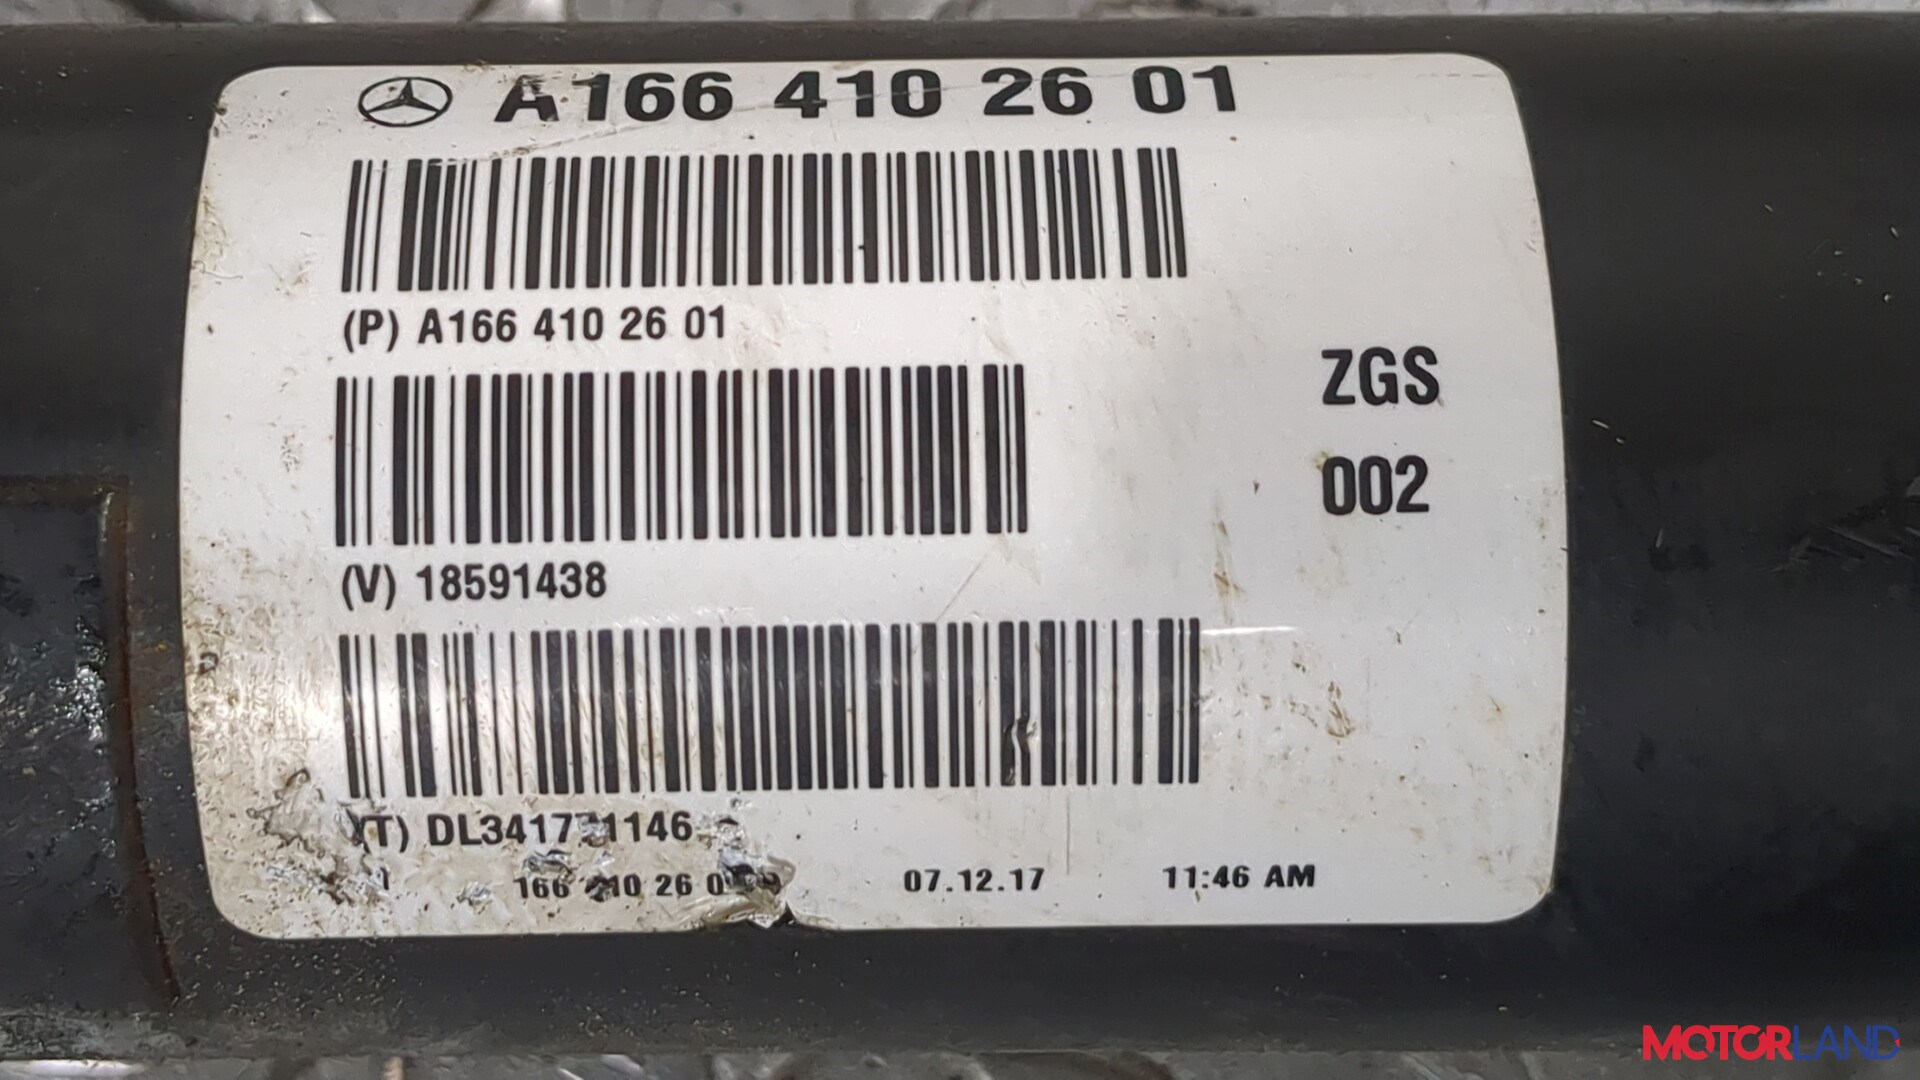 A166 410 26 01
(P) A166 410 26 01
ZGS
002
(V) 18591438
(T)
07.12.17 11:46 AM
MOTORLAND